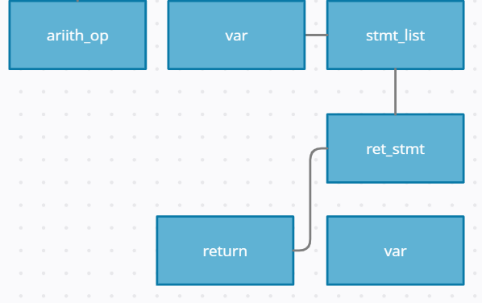 ariith_op
var
stmt_list
ret_stmt
return
var